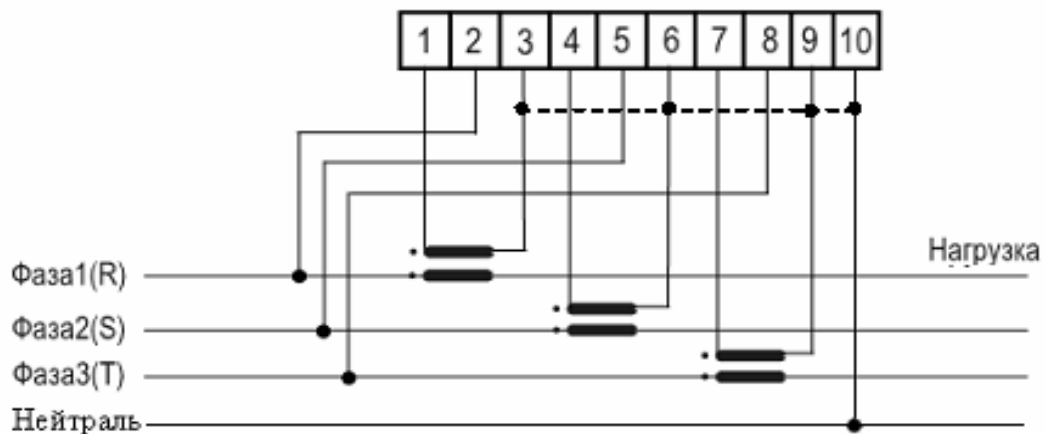 1 2 3 4 5 6 7 8 9 10
Нагрузка
Фаза1(R)
Фаза2(S)
Фаза3(T)
Нейтраль